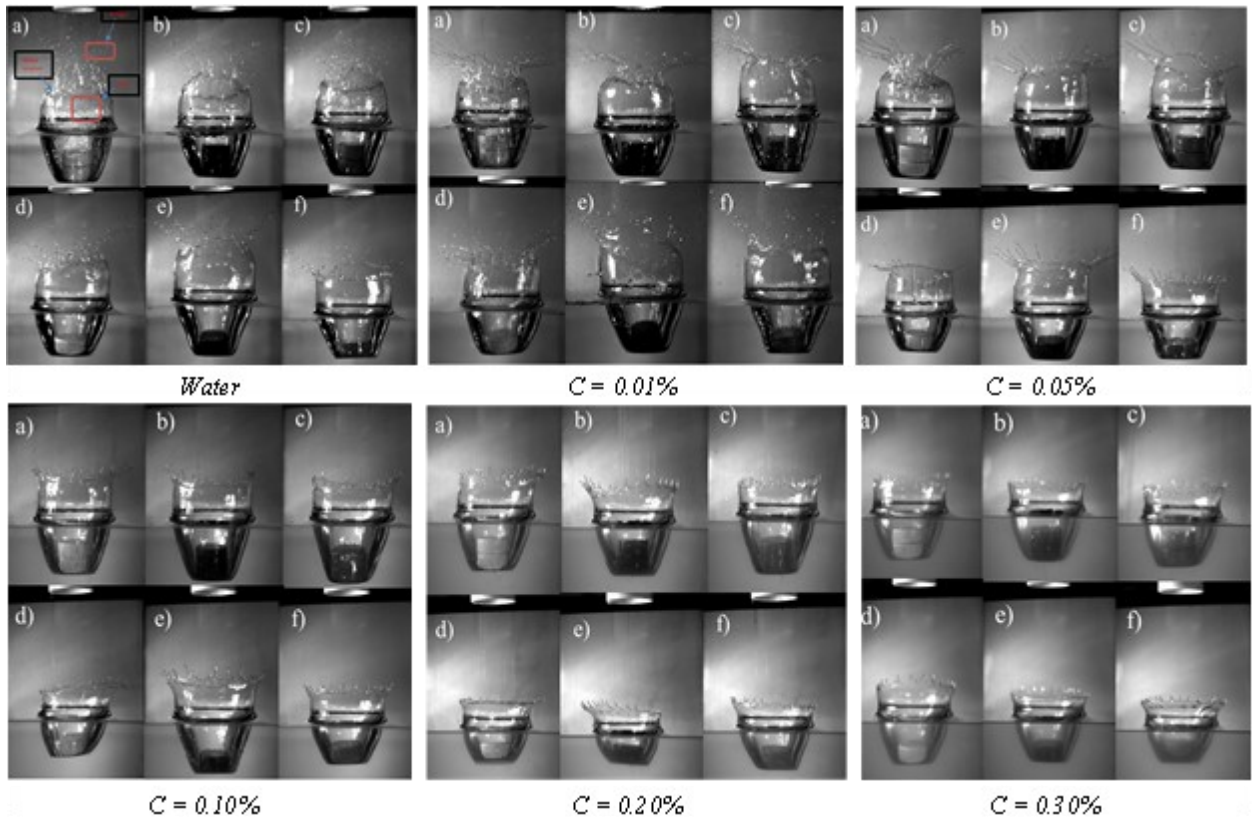 a) b) c)
d) e) f)
Water
a) b) c)
d) e) f)
C = 0.01%
a) b) c)
d) e) f)
C = 0.05%
a) b) c)
d) e) f)
C = 0.10%
a) b) c)
d) e) f)
C = 0.20%
a) b) c)
d) e) f)
C = 0.30%